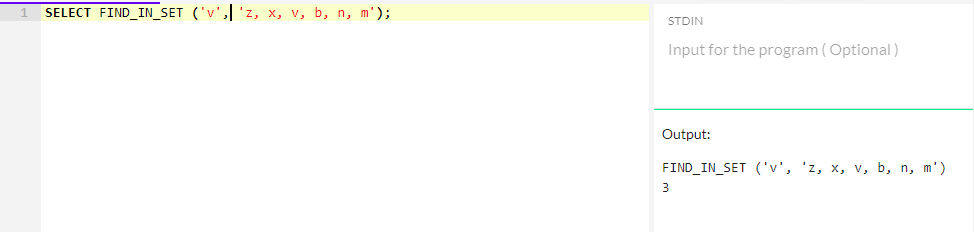 1 SELECT FIND_IN_SET ('v', 'z, x, v, b, n, m');
STDIN
Input for the program ( Optional )
Output:
FIND_IN_SET ('v', 'z, x, v, b, n, m')
3